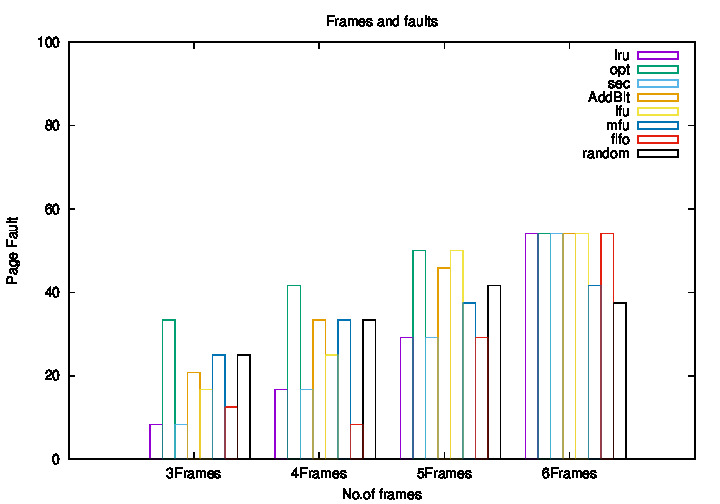 Frames and faults
100
80
60
40
20
0
Page Fault
lru
opt
sec
AddBit
lfu
mfu
fifo
random
3Frames 4Frames 5Frames 6Frames
No.of frames